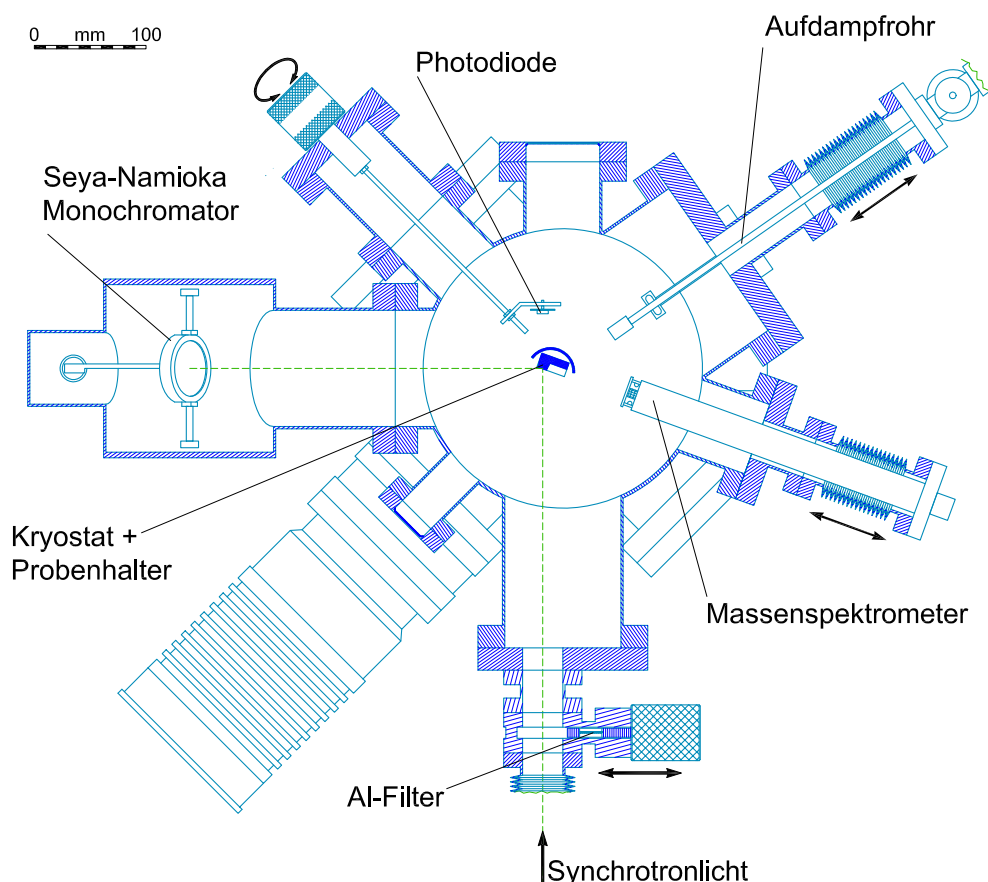 0 mm 100
Aufdampfrohr
Photodiode
Seya-Namioka
Monochromator
Kryostat +
Probenhalter
Massenspektrometer
Al-Filter
Synchrotronlicht